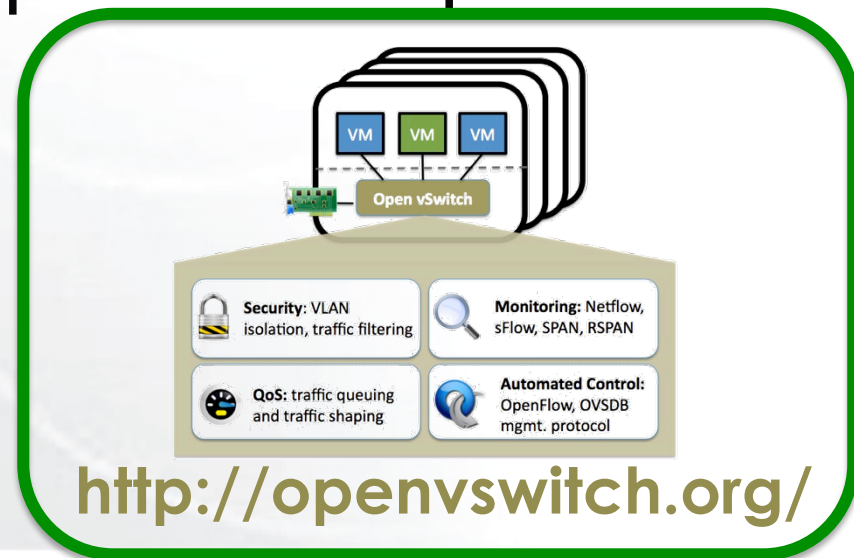 VM VM VM
Open vSwitch
Security: VLAN
isolation, traffic filtering
Monitoring: Netflow,
sFlow, SPAN, RSPAN
QoS: traffic queuing
and traffic shaping
Automated Control:
OpenFlow, OVSDB
mgmt. protocol
http://openvswitch.org/